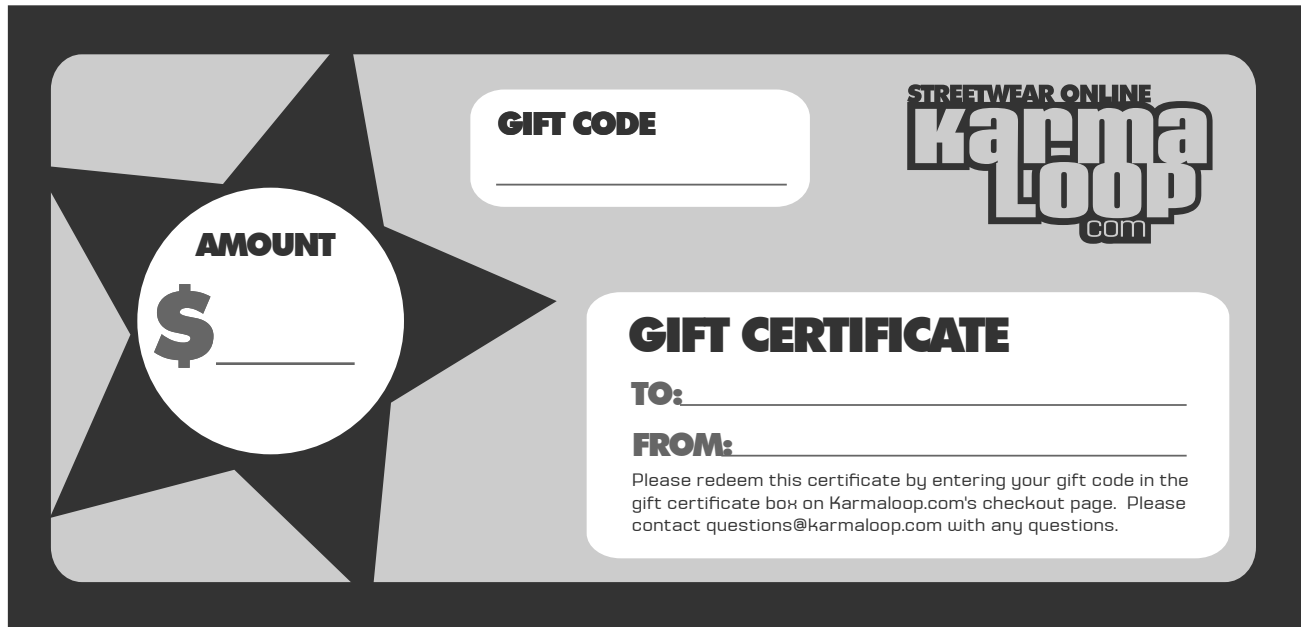 STREETWEAR ONLINE
Karma
Loop
com
GIFT CODE
AMOUNT
$
GIFT CERTIFICATE
TO:
FROM:
Please redeem this certificate by entering your gift code in the
gift certificate box on Karmaloop.com's checkout page.  Please
contact questions@karmaloop.com with any questions.